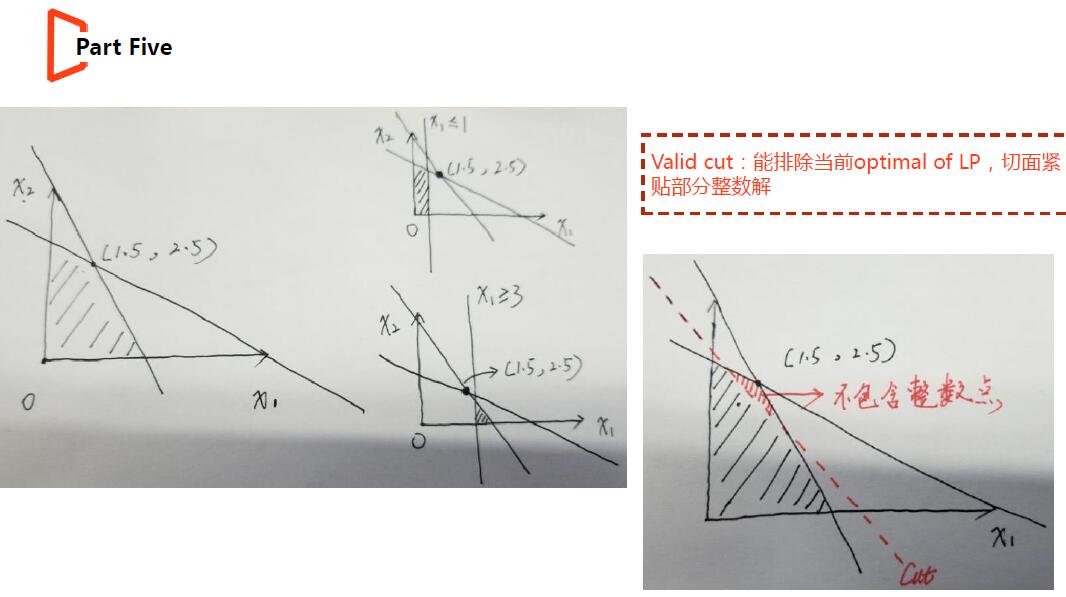 Part Five
x₂
(1.5, 2.5)
0
x₁
x₁≤1
x₂
(1.5, 2.5)
0
x₁
x₁≥3
x₂
(1.5, 2.5)
0
x₁
Valid cut：能排除当前optimal of LP，切面紧
贴部分整数解
(1.5, 2.5)
不包含整数点
x₁
Cut